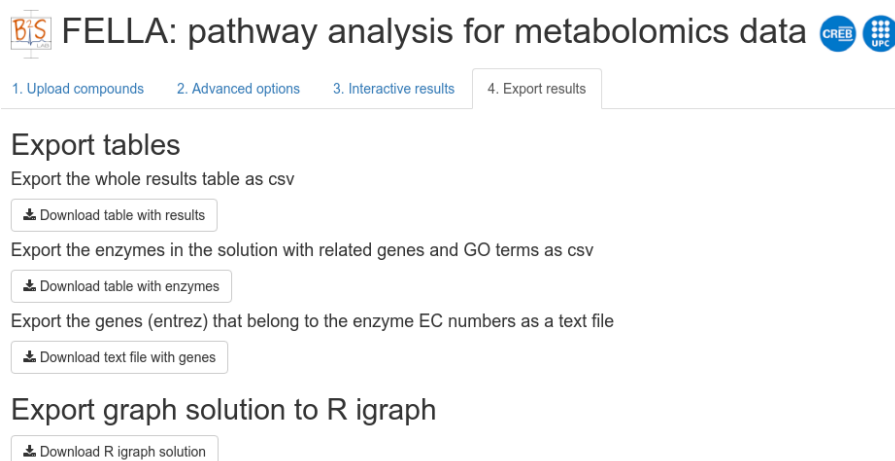 B²S LAB FELLA: pathway analysis for metabolomics data CREB UPC
1. Upload compounds 2. Advanced options 3. Interactive results 4. Export results
Export tables
Export the whole results table as csv
Download table with results
Export the enzymes in the solution with related genes and GO terms as csv
Download table with enzymes
Export the genes (entrez) that belong to the enzyme EC numbers as a text file
Download text file with genes
Export graph solution to R igraph
Download R igraph solution